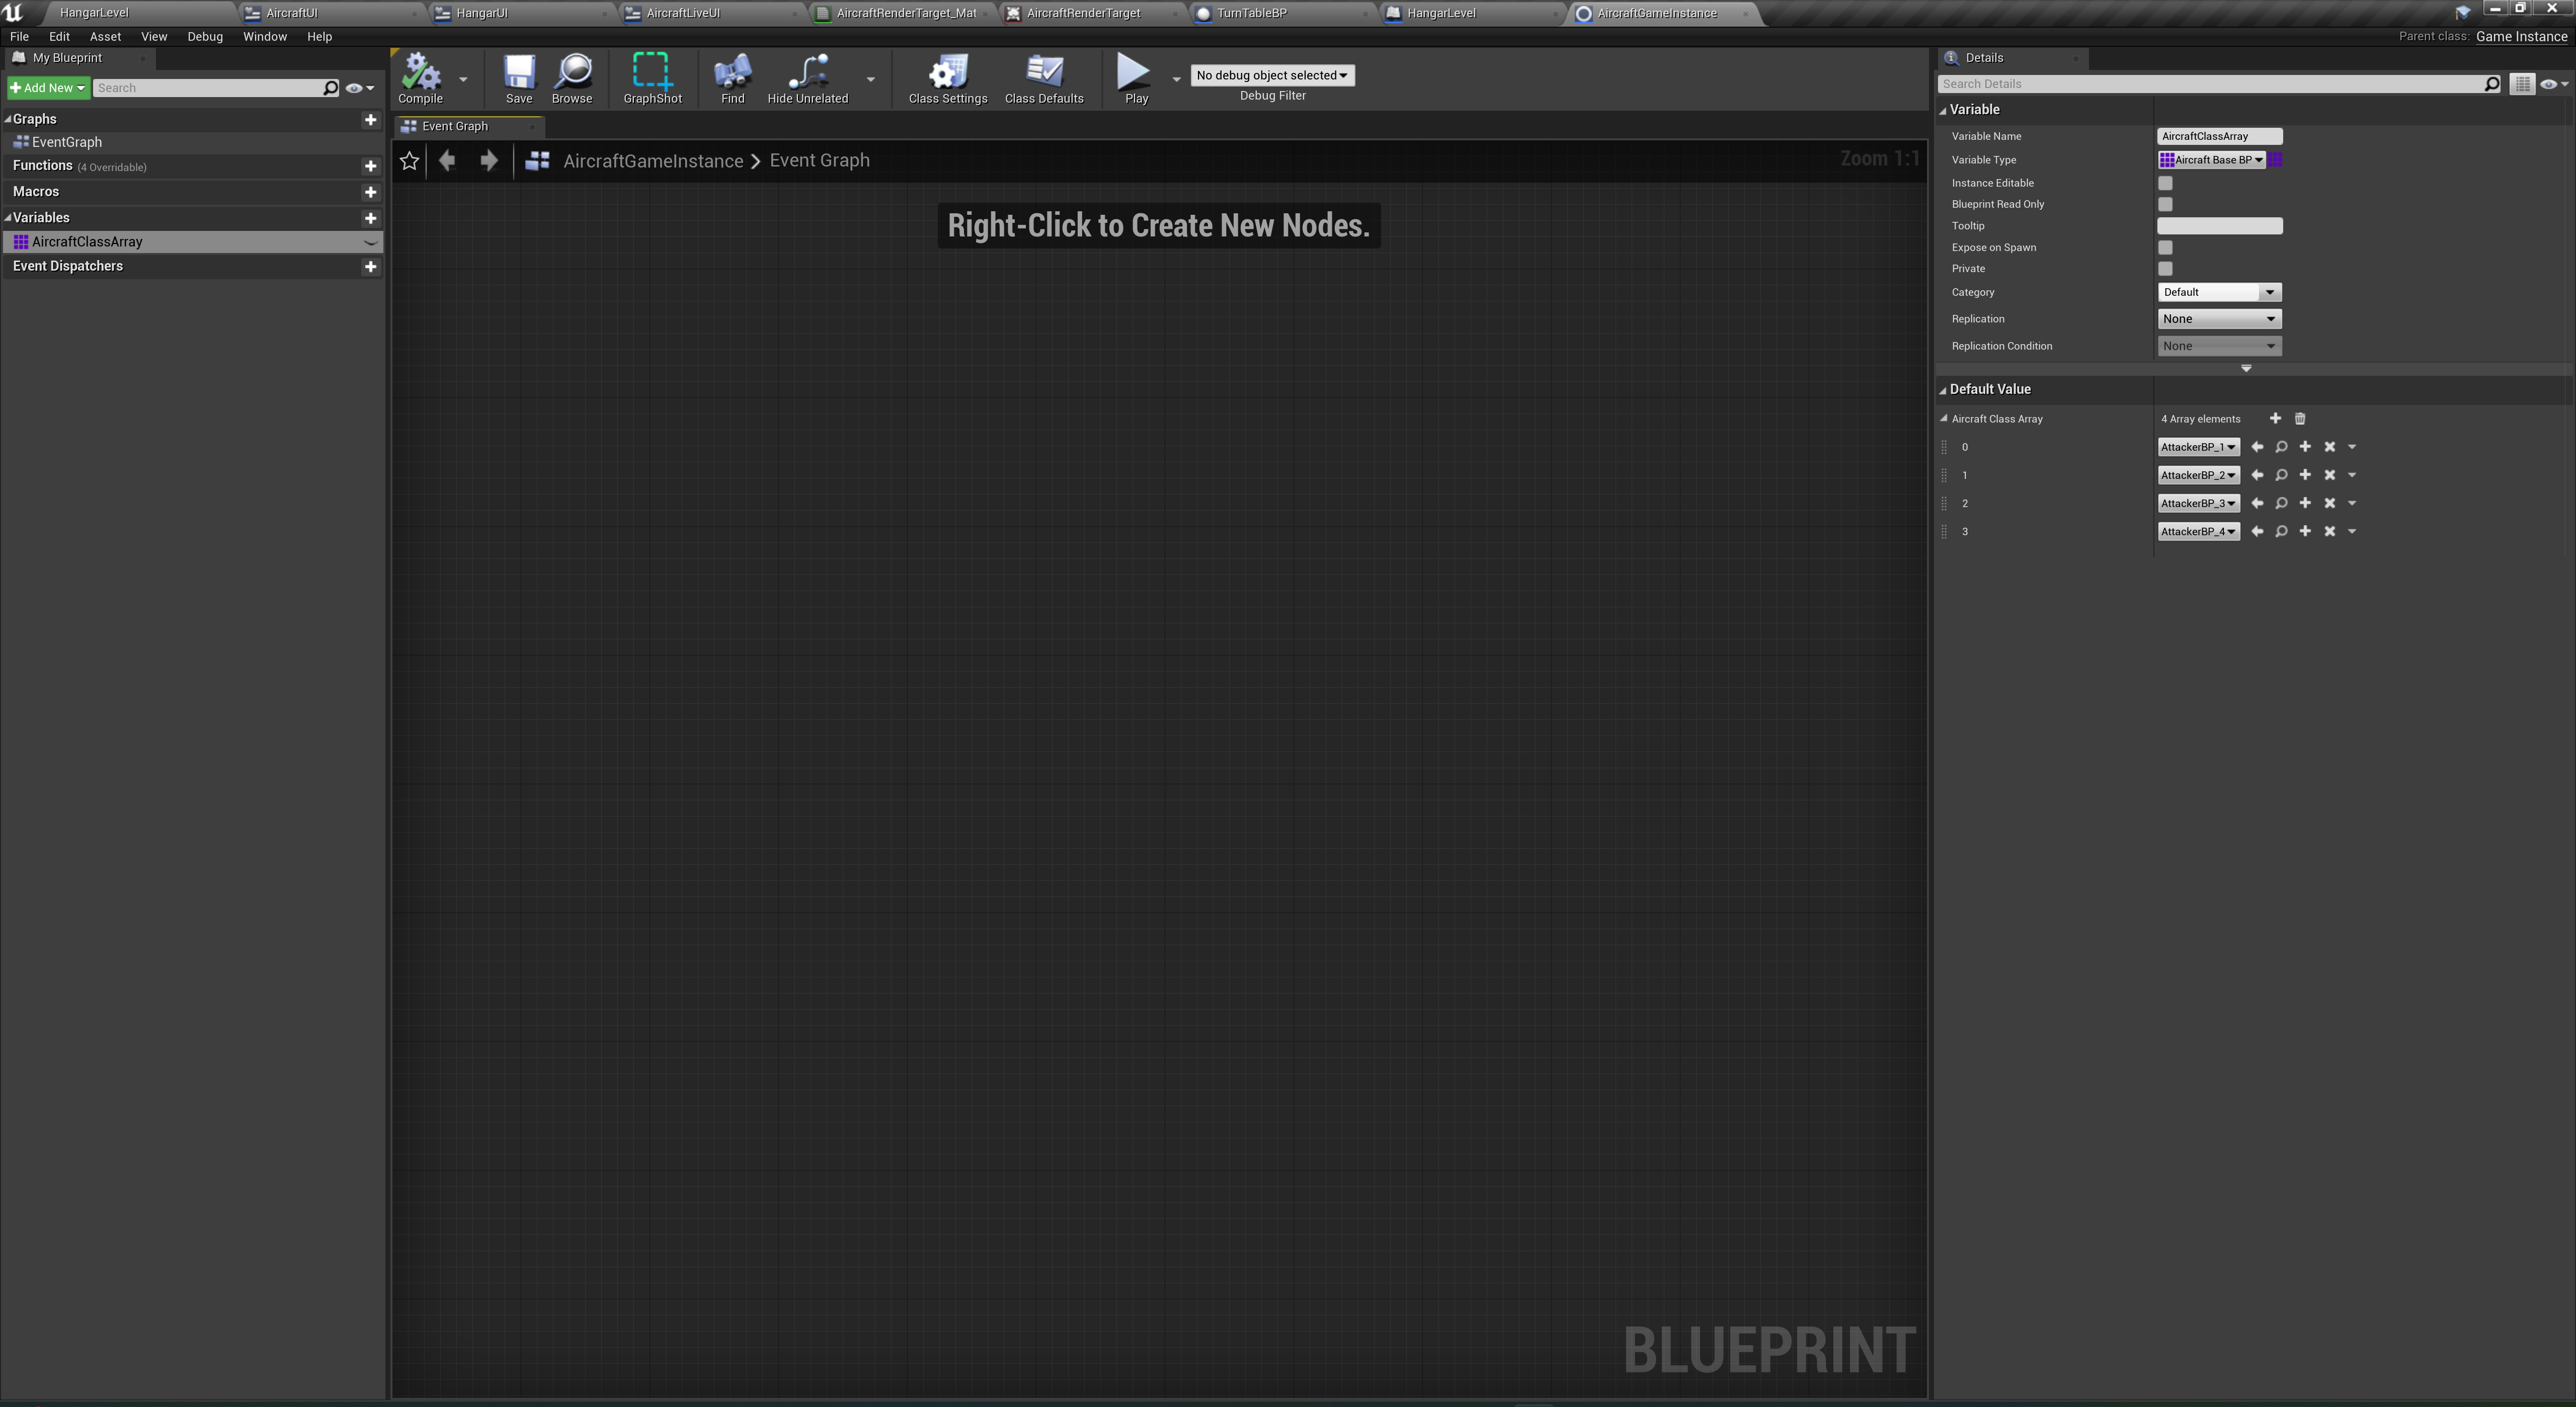 HangarLevel
AircraftUI
HangarUI
AircraftLiveUI
AircraftRenderTarget_Mat
AircraftRenderTarget
TurnTableBP
HangarLevel
AircraftGameInstance
File Edit Asset View Debug Window Help
Parent class: Game Instance
My Blueprint
Add New
Search
Graphs
EventGraph
Functions (4 Overridable)
Macros
Variables
AircraftClassArray
Event Dispatchers
Compile
Save
Browse
GraphShot
Find
Hide Unrelated
Class Settings
Class Defaults
Play
No debug object selected
Debug Filter
Event Graph
AircraftGameInstance > Event Graph
Zoom 1:1
Right-Click to Create New Nodes.
BLUEPRINT
Details
Search Details
Variable
Variable Name AircraftClassArray
Variable Type Aircraft Base BP
Instance Editable
Blueprint Read Only
Tooltip
Expose on Spawn
Private
Category Default
Replication None
Replication Condition None
Default Value
Aircraft Class Array 4 Array elements
0 AttackerBP_1
1 AttackerBP_2
2 AttackerBP_3
3 AttackerBP_4